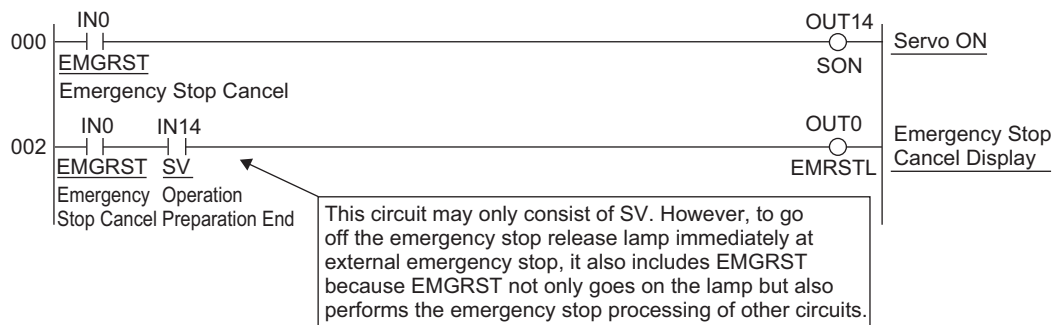 IN0 OUT14
000 Servo ON
EMGRST SON
Emergency Stop Cancel
IN0 IN14 OUT0
002 Emergency Stop
Cancel Display
EMGRST SV EMRSTL
Emergency Operation
Stop Cancel Preparation End
This circuit may only consist of SV. However, to go
off the emergency stop release lamp immediately at
external emergency stop, it also includes EMGRST
because EMGRST not only goes on the lamp but also
performs the emergency stop processing of other circuits.